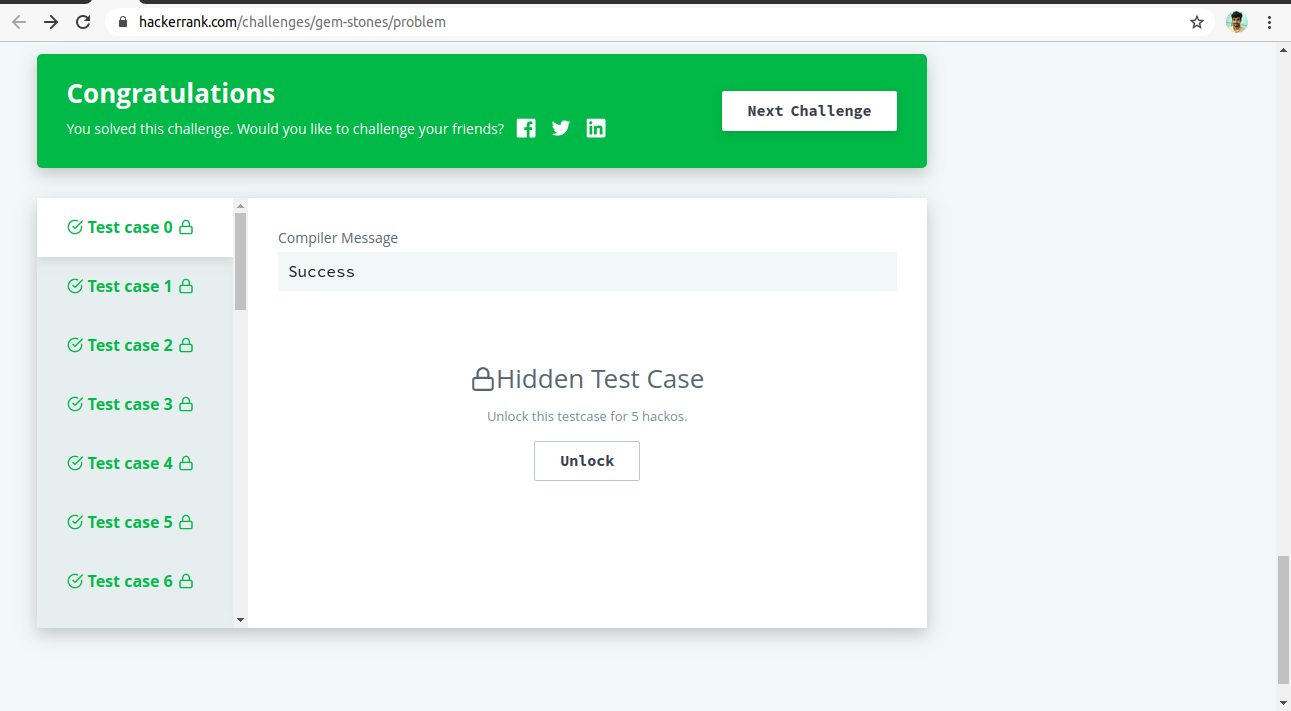 hackerrank.com/challenges/gem-stones/problem
Congratulations
You solved this challenge. Would you like to challenge your friends?
Next Challenge
Test case 0
Test case 1
Test case 2
Test case 3
Test case 4
Test case 5
Test case 6
Compiler Message
Success
Hidden Test Case
Unlock this testcase for 5 hackos.
Unlock